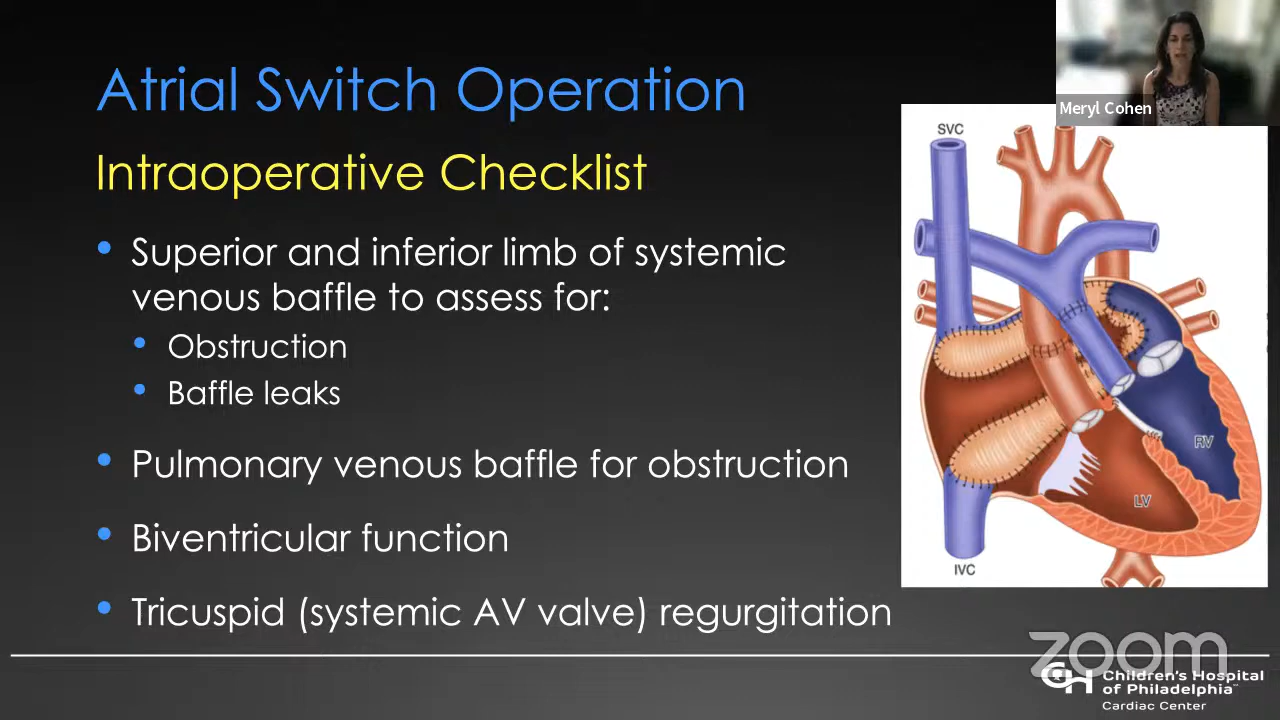 Atrial Switch Operation
Intraoperative Checklist
• Superior and inferior limb of systemic
venous baffle to assess for:
• Obstruction
• Baffle leaks
• Pulmonary venous baffle for obstruction
• Biventricular function
• Tricuspid (systemic AV valve) regurgitation
Meryl Cohen
SVC
RV
LV
IVC
zoom
CH
Children's Hospital
of Philadelphia
Cardiac Center